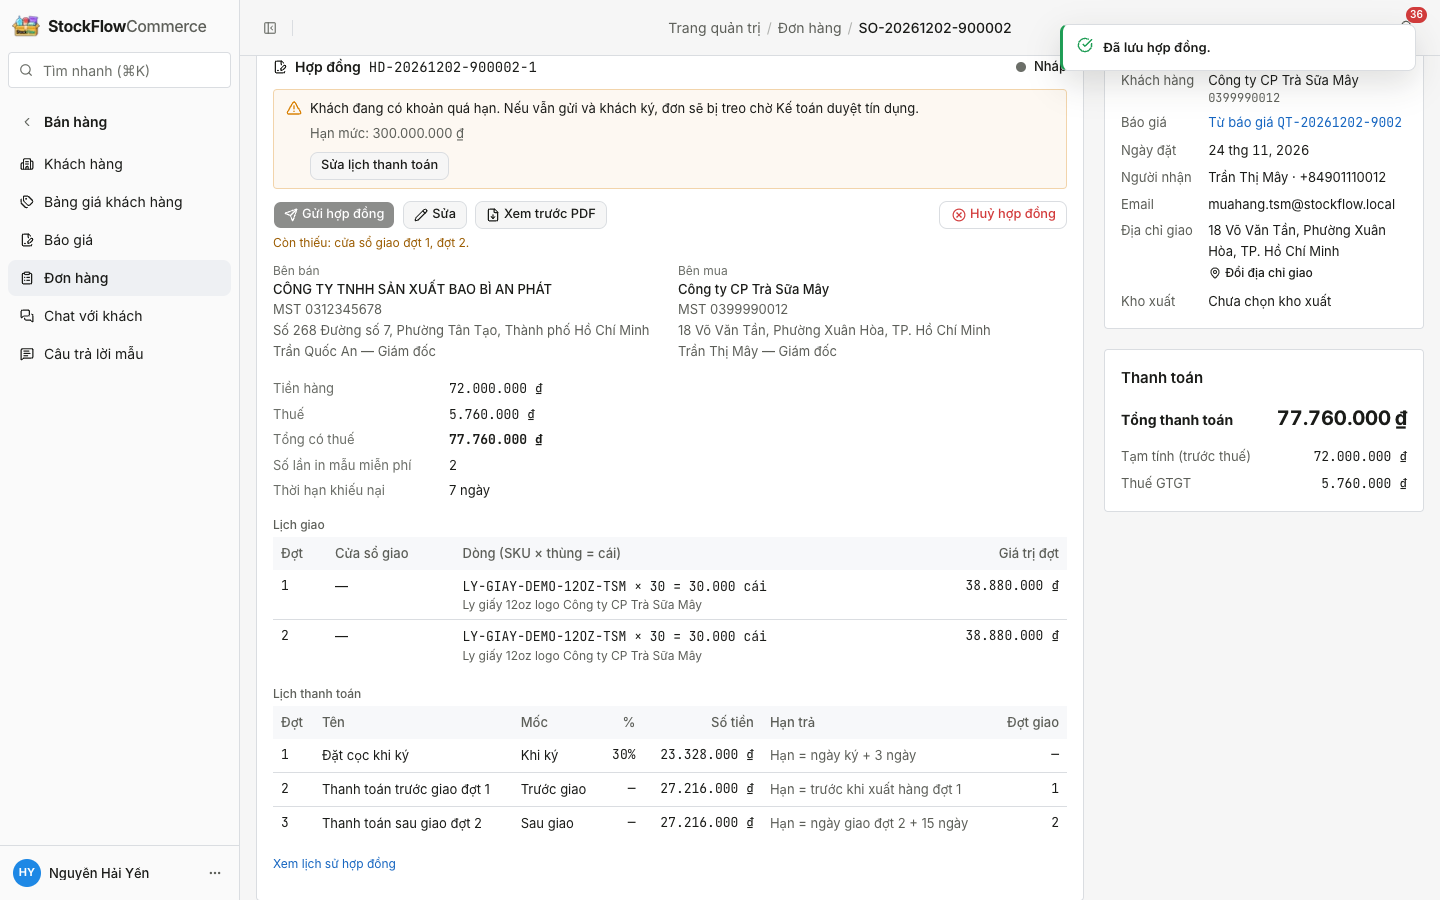 StockFlowCommerce
Tìm nhanh (⌘K)
Bán hàng
Khách hàng
Bảng giá khách hàng
Báo giá
Đơn hàng
Chat với khách
Câu trả lời mẫu
HY Nguyễn Hải Yến
Trang quản trị / Đơn hàng / SO-20261202-900002
36
Đã lưu hợp đồng.
Hợp đồng HD-20261202-900002-1
Nháp
Khách đang có khoản quá hạn. Nếu vẫn gửi và khách ký, đơn sẽ bị treo chờ Kế toán duyệt tín dụng.
Hạn mức: 300.000.000 ₫
Sửa lịch thanh toán
Gửi hợp đồng
Sửa
Xem trước PDF
Huỷ hợp đồng
Còn thiếu: cửa sổ giao đợt 1, đợt 2.
Bên bán
CÔNG TY TNHH SẢN XUẤT BAO BÌ AN PHÁT
MST 0312345678
Số 268 Đường số 7, Phường Tân Tạo, Thành phố Hồ Chí Minh
Trần Quốc An — Giám đốc
Bên mua
Công ty CP Trà Sữa Mây
MST 0399990012
18 Võ Văn Tần, Phường Xuân Hòa, TP. Hồ Chí Minh
Trần Thị Mây — Giám đốc
Tiền hàng 72.000.000 ₫
Thuế 5.760.000 ₫
Tổng có thuế 77.760.000 ₫
Số lần in mẫu miễn phí 2
Thời hạn khiếu nại 7 ngày
Lịch giao
Đợt Cửa sổ giao Dòng (SKU × thùng = cái) Giá trị đợt
1 — LY-GIAY-DEMO-12OZ-TSM × 30 = 30.000 cái 38.880.000 ₫
Ly giấy 12oz logo Công ty CP Trà Sữa Mây
2 — LY-GIAY-DEMO-12OZ-TSM × 30 = 30.000 cái 38.880.000 ₫
Ly giấy 12oz logo Công ty CP Trà Sữa Mây
Lịch thanh toán
Đợt Tên Mốc % Số tiền Hạn trả Đợt giao
1 Đặt cọc khi ký Khi ký 30% 23.328.000 ₫ Hạn = ngày ký + 3 ngày —
2 Thanh toán trước giao đợt 1 Trước giao — 27.216.000 ₫ Hạn = trước khi xuất hàng đợt 1 1
3 Thanh toán sau giao đợt 2 Sau giao — 27.216.000 ₫ Hạn = ngày giao đợt 2 + 15 ngày 2
Xem lịch sử hợp đồng
Khách hàng Công ty CP Trà Sữa Mây
0399990012
Báo giá Từ báo giá QT-20261202-9002
Ngày đặt 24 thg 11, 2026
Người nhận Trần Thị Mây · +84901110012
Email muahang.tsm@stockflow.local
Địa chỉ giao 18 Võ Văn Tần, Phường Xuân
Hòa, TP. Hồ Chí Minh
Đổi địa chỉ giao
Kho xuất Chưa chọn kho xuất
Thanh toán
Tổng thanh toán 77.760.000 ₫
Tạm tính (trước thuế) 72.000.000 ₫
Thuế GTGT 5.760.000 ₫